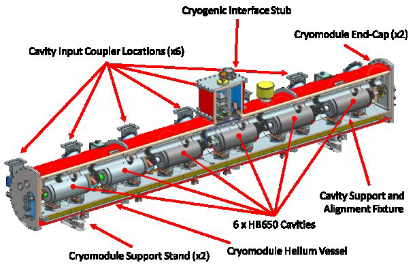 Cryogenic Interface Stub
Cryomodule End-Cap (x2)
Cavity Input Coupler Locations (x6)
Cavity Support and
Alignment Fixture
6 x HB650 Cavities
Cryomodule Helium Vessel
Cryomodule Support Stand (x2)